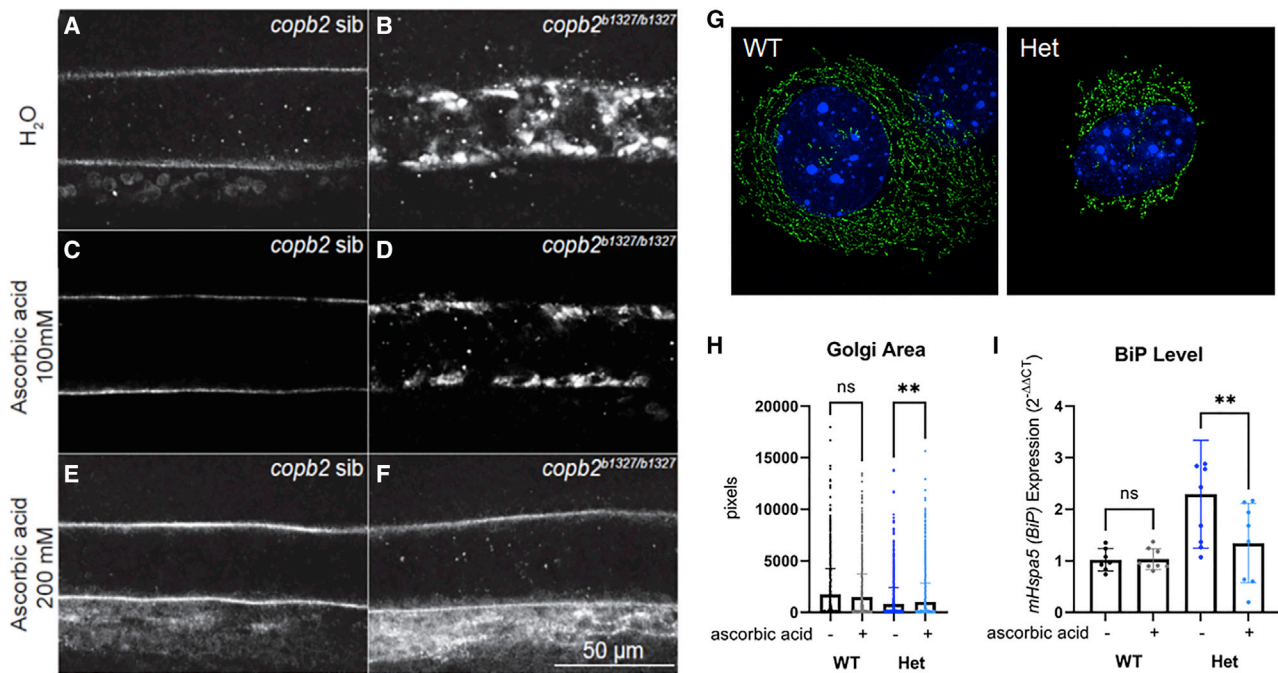 A
copb2 sib
B
copb2b1327/b1327
H2O
C
copb2 sib
D
copb2b1327/b1327
Ascorbic acid
100mM
E
copb2 sib
F
copb2b1327/b1327
Ascorbic acid
200 mM
50 µm
G
WT
Het
H
Golgi Area
pixels
20000
15000
10000
5000
0
ns
**
ascorbic acid
- + - +
WT Het
I
BiP Level
mHspa5 (BiP) Expression (2-ΔΔCT)
4
3
2
1
0
ns
**
ascorbic acid
- + - +
WT Het